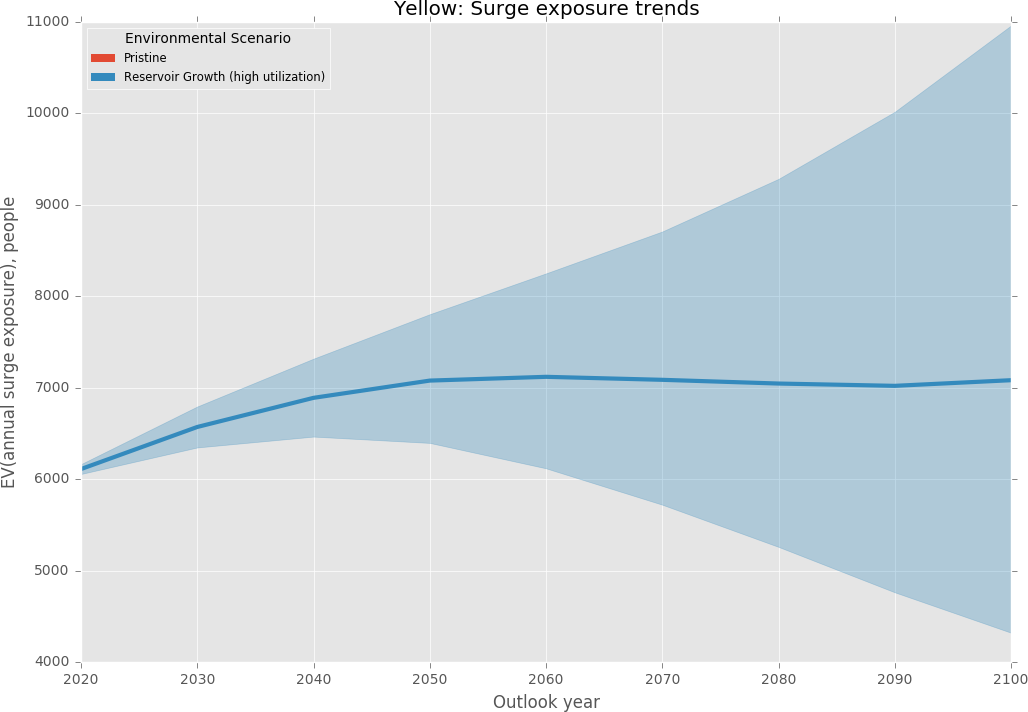 Yellow: Surge exposure trends
11000
10000
9000
8000
7000
6000
5000
4000
EV(annual surge exposure), people
Environmental Scenario
Pristine
Reservoir Growth (high utilization)
2020 2030 2040 2050 2060 2070 2080 2090 2100
Outlook year